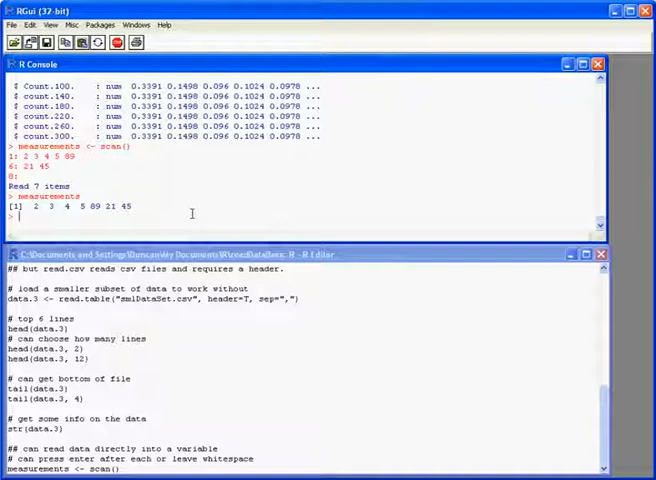 RGui (32-bit)
File Edit View Misc Packages Windows Help
R Console
$ Count.100. : num 0.3391 0.1498 0.096 0.1024 0.0978 ...
$ count.140. : num 0.3391 0.1498 0.096 0.1024 0.0978 ...
$ count.180. : num 0.3391 0.1498 0.096 0.1024 0.0978 ...
$ count.220. : num 0.3391 0.1498 0.096 0.1024 0.0978 ...
$ count.260. : num 0.3391 0.1498 0.096 0.1024 0.0978 ...
$ count.300. : num 0.3391 0.1498 0.096 0.1024 0.0978 ...
> measurements <- scan()
1: 2 3 4 5 89
6: 21 45
8:
Read 7 items
> measurements
[1] 2 3 4 5 89 21 45
>
C:\Documents and Settings\Duncan\My Documents\R\ R Editor
## but read.csv reads csv files and requires a header.
# load a smaller subset of data to work without
data.3 <- read.table("smlDataSet.csv", header=T, sep=",")
# top 6 lines
head(data.3)
# can choose how many lines
head(data.3, 2)
head(data.3, 12)
# can get bottom of file
tail(data.3)
tail(data.3, 4)
# get some info on the data
str(data.3)
## can read data directly into a variable
# can press enter after each or leave whitespace
measurements <- scan()